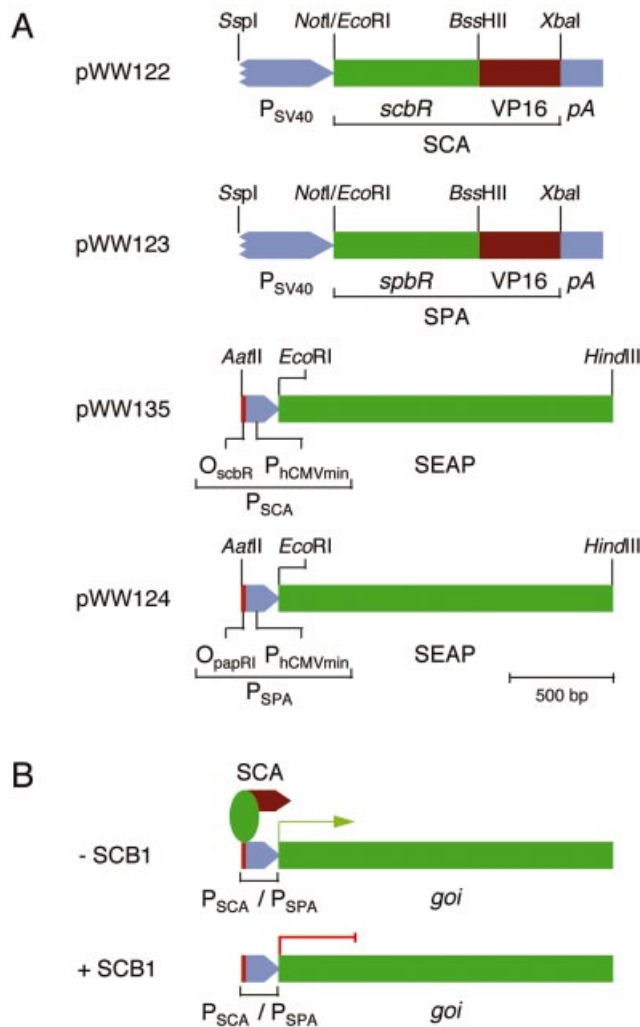 A
SspI NotI/EcoRI BssHII XbaI
pWW122
PSV40 scbR VP16 pA
SCA
SspI NotI/EcoRI BssHII XbaI
pWW123
PSV40 spbR VP16 pA
SPA
AatII EcoRI HindIII
pWW135
OscbR PhCMVmin SEAP
PSCA
AatII EcoRI HindIII
pWW124
OpapRI PhCMVmin SEAP
PSPA
500 bp
B
SCA
- SCB1
PSCA / PSPA goi
+ SCB1
PSCA / PSPA goi